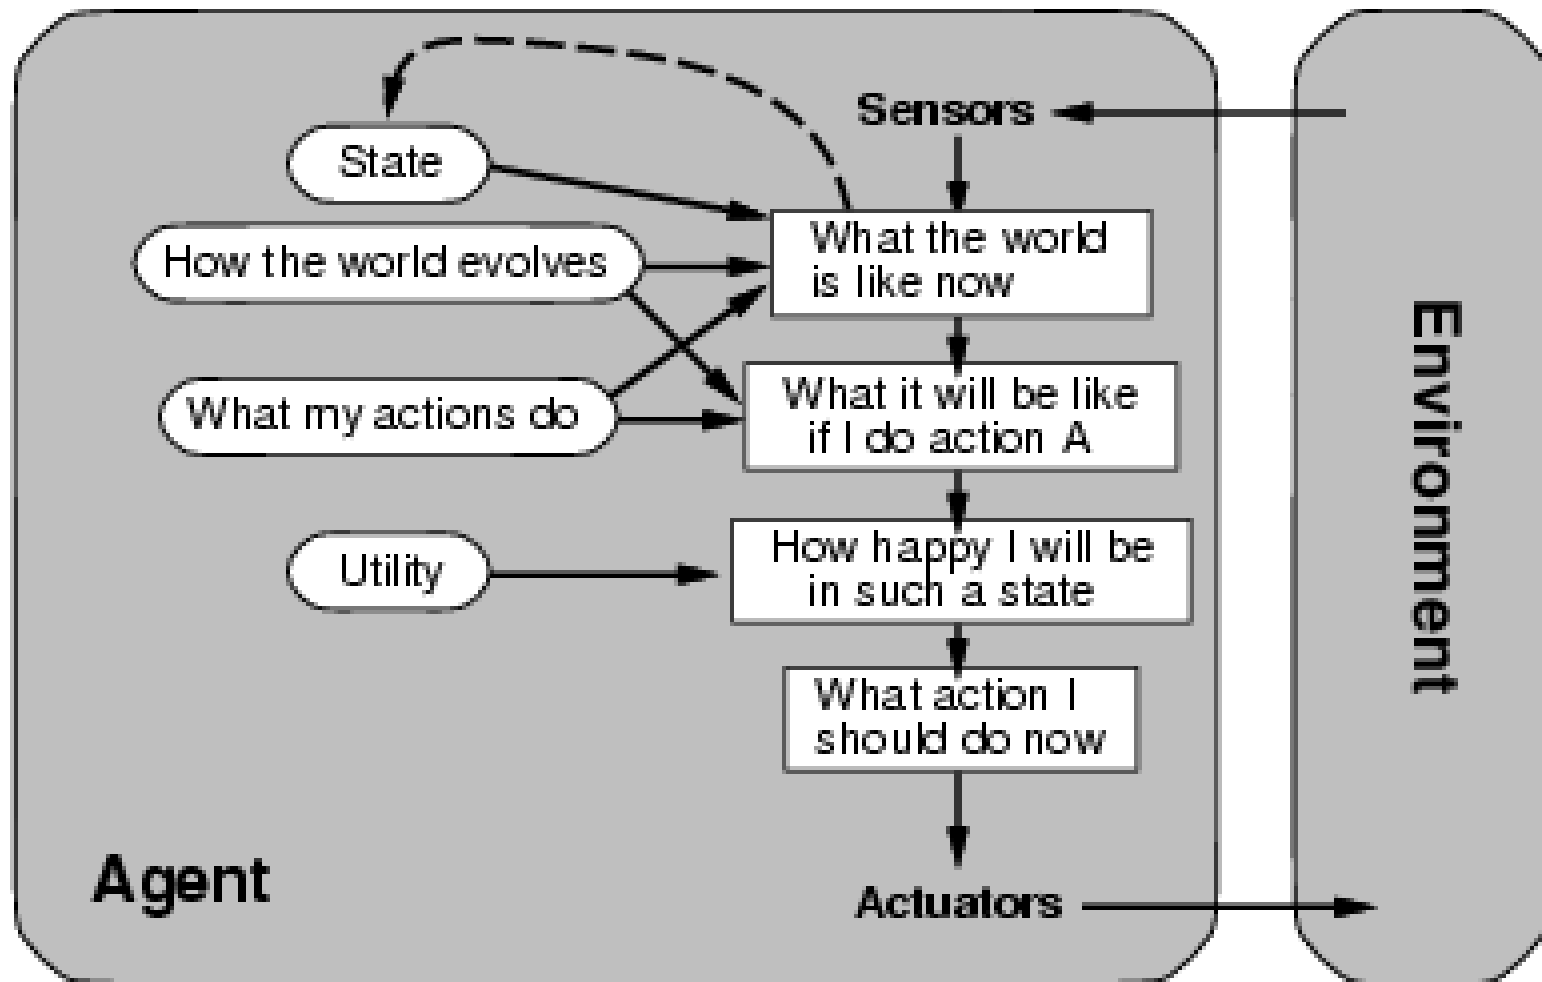 Sensors
State
What the world
is like now
How the world evolves
What my actions do
What it will be like
if I do action A
Utility
How happy I will be
in such a state
What action I
should do now
Agent
Actuators
Environment